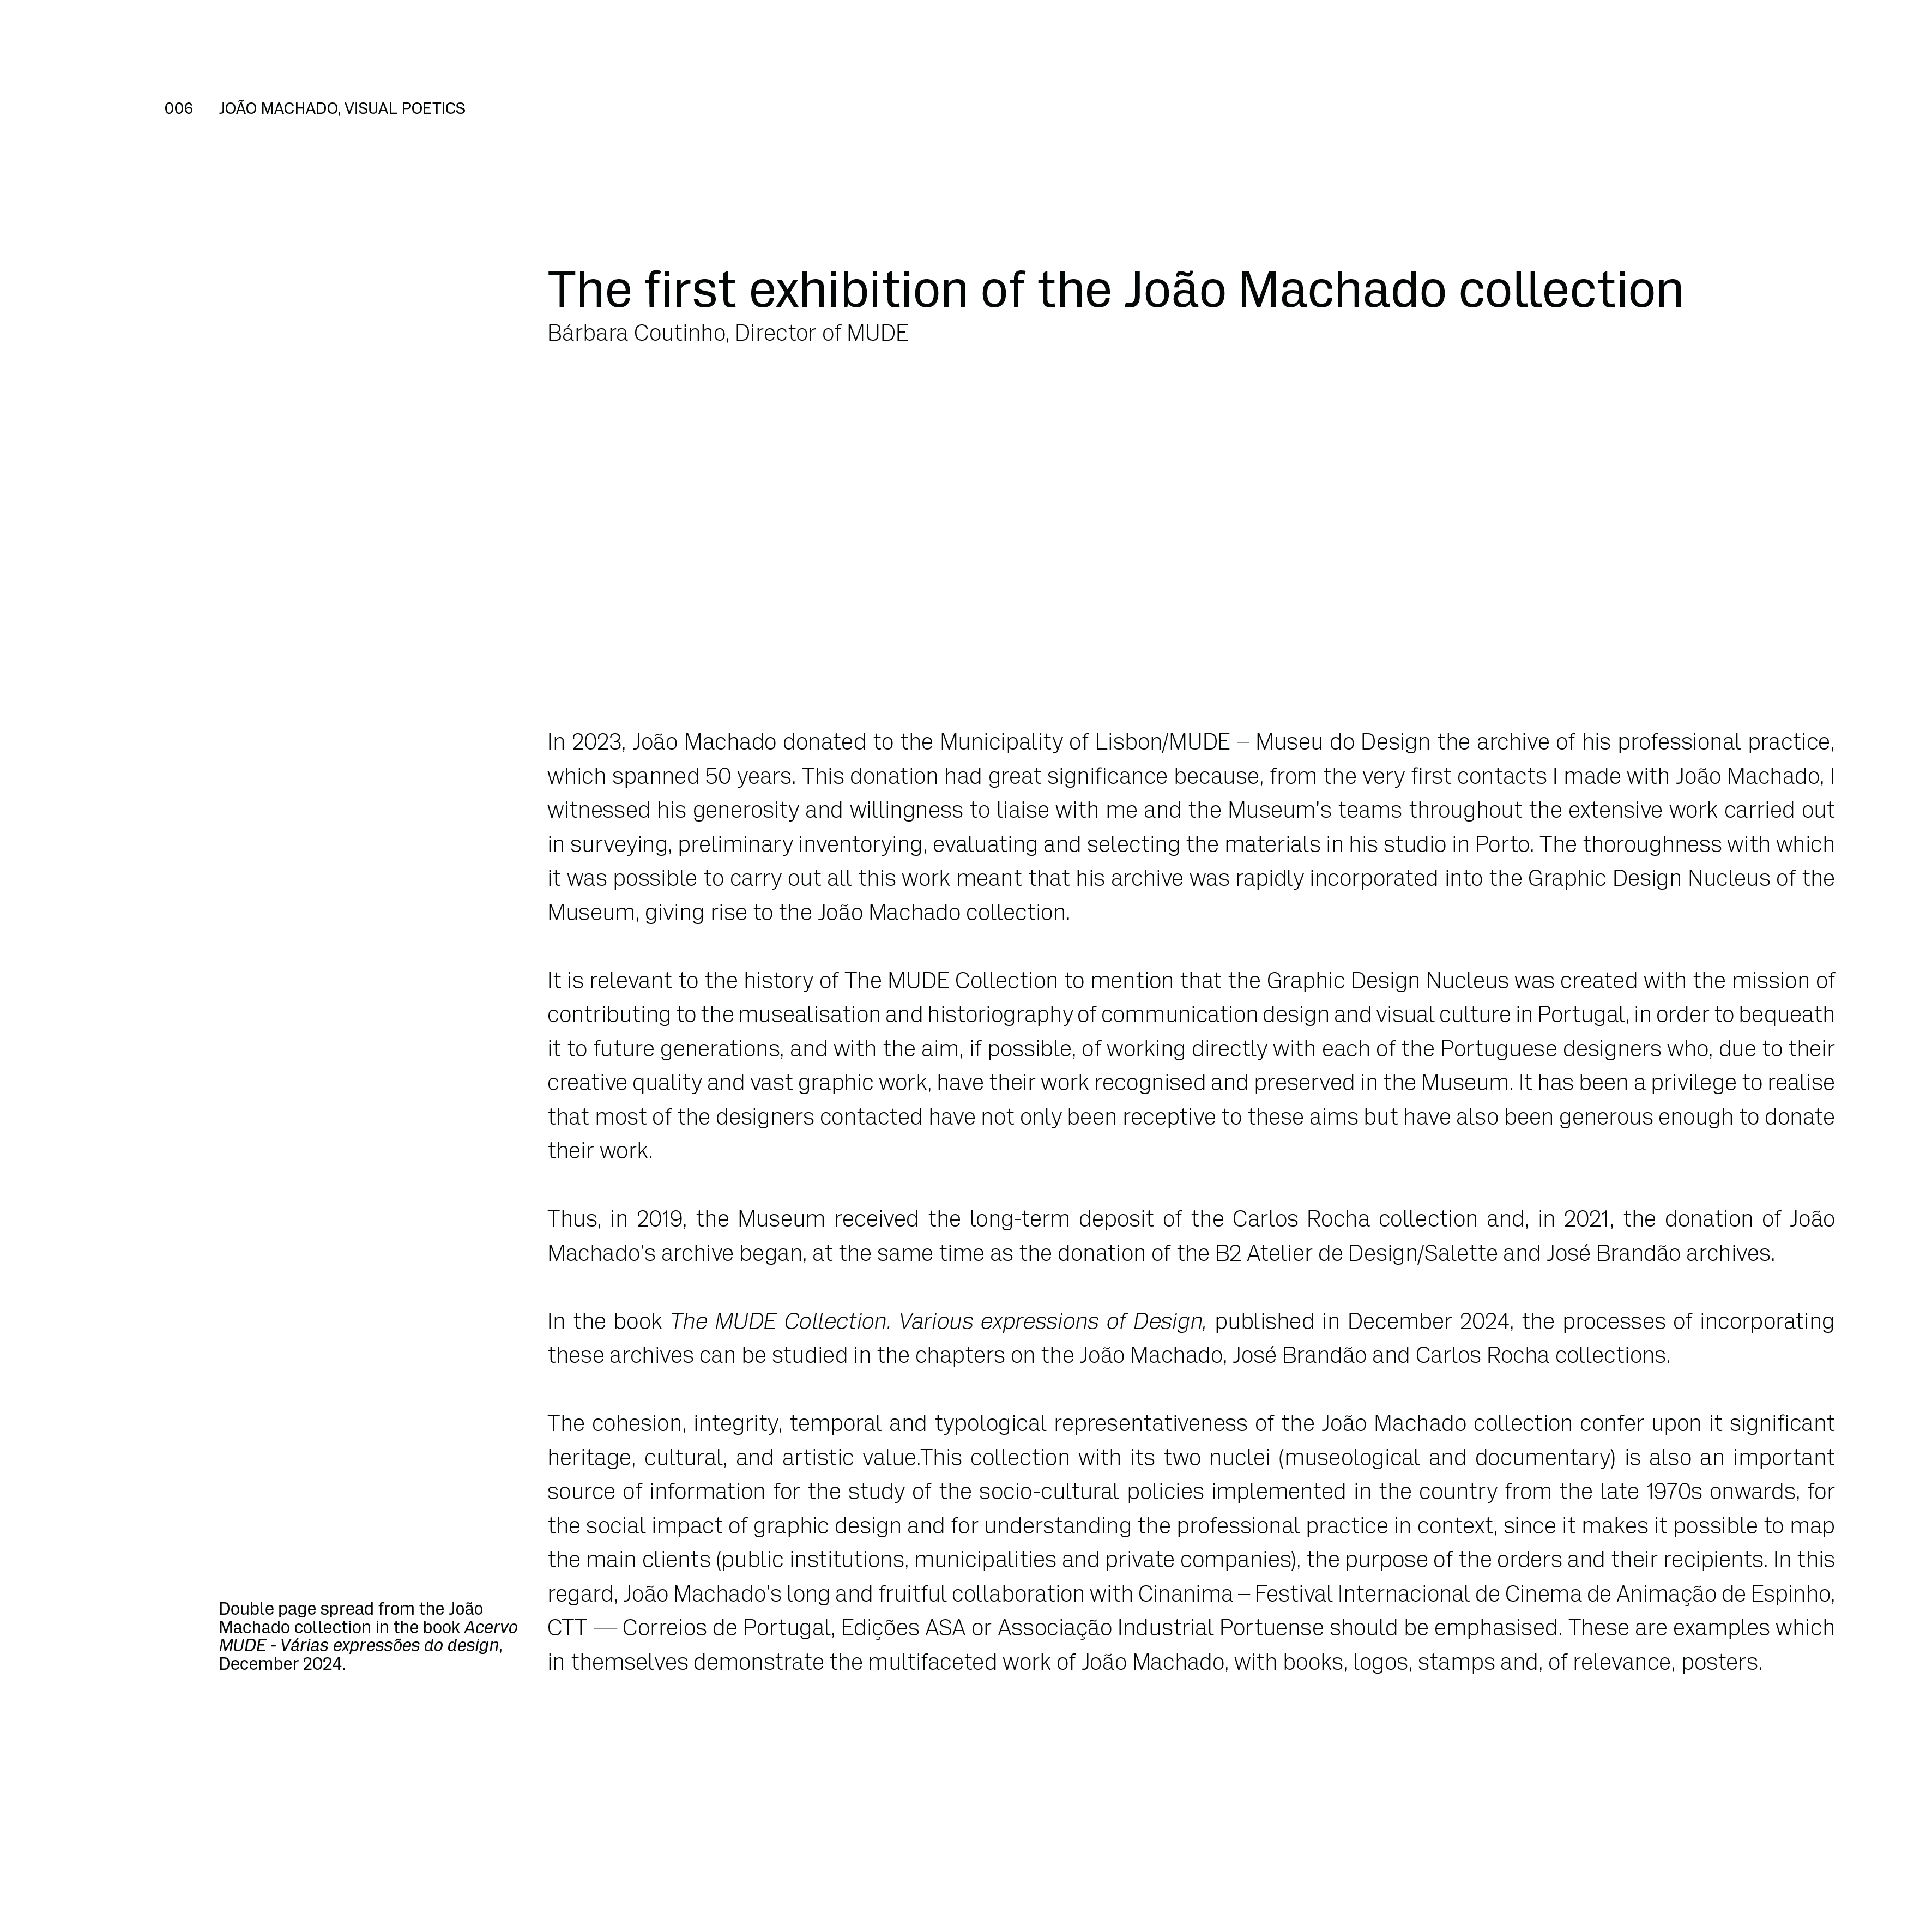 006 JOÃO MACHADO, VISUAL POETICS
The first exhibition of the João Machado collection
Bárbara Coutinho, Director of MUDE
In 2023, João Machado donated to the Municipality of Lisbon/MUDE – Museu do Design the archive of his professional practice,
which spanned 50 years. This donation had great significance because, from the very first contacts I made with João Machado, I
witnessed his generosity and willingness to liaise with me and the Museum's teams throughout the extensive work carried out
in surveying, preliminary inventorying, evaluating and selecting the materials in his studio in Porto. The thoroughness with which
it was possible to carry out all this work meant that his archive was rapidly incorporated into the Graphic Design Nucleus of the
Museum, giving rise to the João Machado collection.
It is relevant to the history of The MUDE Collection to mention that the Graphic Design Nucleus was created with the mission of
contributing to the musealisation and historiography of communication design and visual culture in Portugal, in order to bequeath
it to future generations, and with the aim, if possible, of working directly with each of the Portuguese designers who, due to their
creative quality and vast graphic work, have their work recognised and preserved in the Museum. It has been a privilege to realise
that most of the designers contacted have not only been receptive to these aims but have also been generous enough to donate
their work.
Thus, in 2019, the Museum received the long-term deposit of the Carlos Rocha collection and, in 2021, the donation of João
Machado's archive began, at the same time as the donation of the B2 Atelier de Design/Salette and José Brandão archives.
In the book The MUDE Collection. Various expressions of Design, published in December 2024, the processes of incorporating
these archives can be studied in the chapters on the João Machado, José Brandão and Carlos Rocha collections.
The cohesion, integrity, temporal and typological representativeness of the João Machado collection confer upon it significant
heritage, cultural, and artistic value.This collection with its two nuclei (museological and documentary) is also an important
source of information for the study of the socio-cultural policies implemented in the country from the late 1970s onwards, for
the social impact of graphic design and for understanding the professional practice in context, since it makes it possible to map
the main clients (public institutions, municipalities and private companies), the purpose of the orders and their recipients. In this
regard, João Machado's long and fruitful collaboration with Cinanima – Festival Internacional de Cinema de Animação de Espinho,
CTT — Correios de Portugal, Edições ASA or Associação Industrial Portuense should be emphasised. These are examples which
in themselves demonstrate the multifaceted work of João Machado, with books, logos, stamps and, of relevance, posters.
Double page spread from the João
Machado collection in the book Acervo
MUDE - Várias expressões do design,
December 2024.